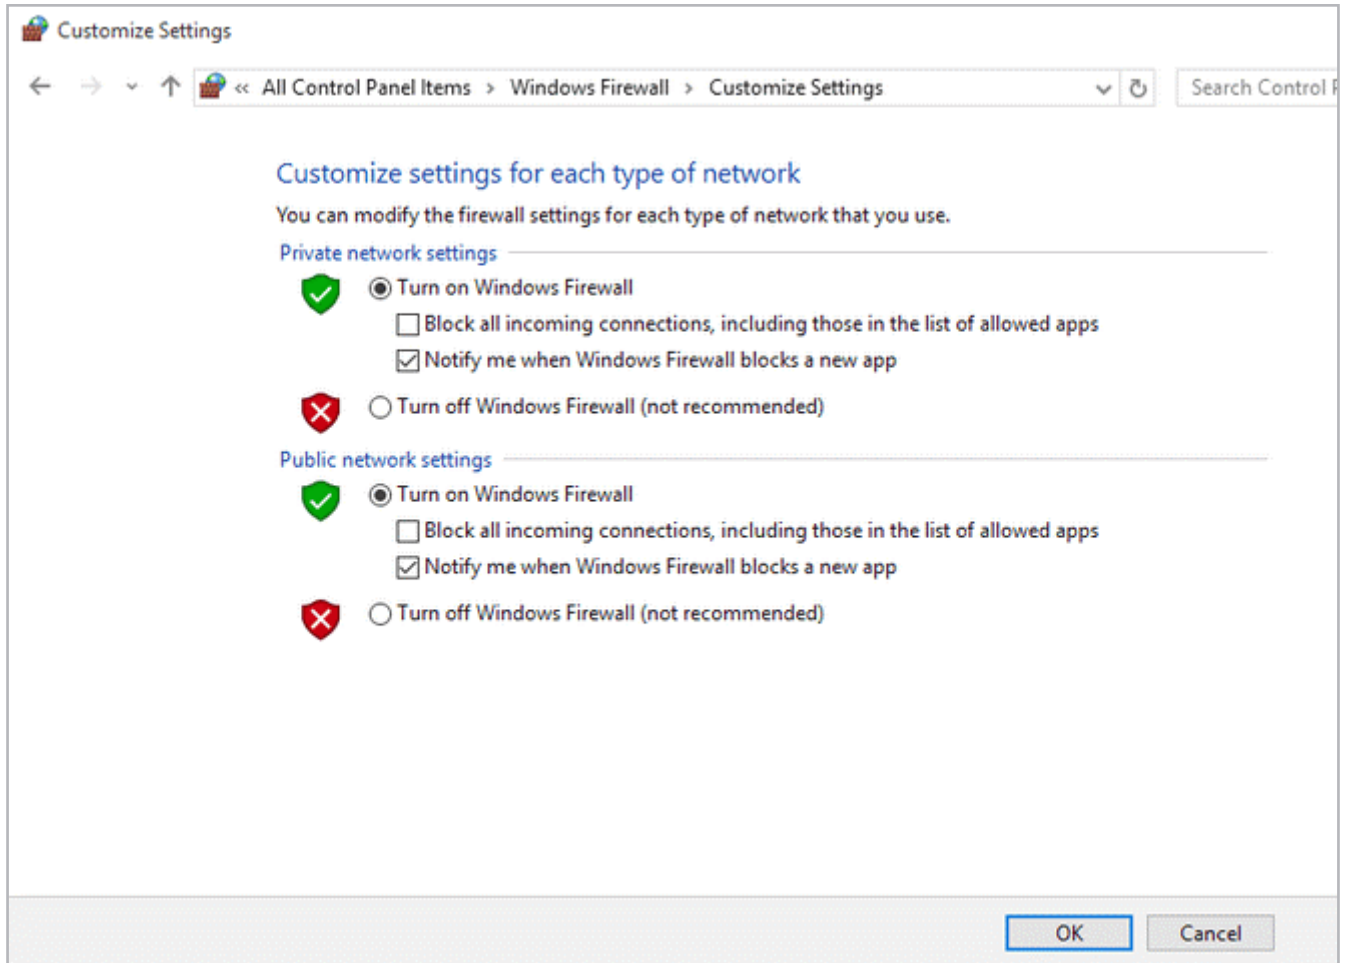 Customize Settings
« All Control Panel Items > Windows Firewall > Customize Settings
Search Control
Customize settings for each type of network
You can modify the firewall settings for each type of network that you use.
Private network settings
Turn on Windows Firewall
Block all incoming connections, including those in the list of allowed apps
Notify me when Windows Firewall blocks a new app
Turn off Windows Firewall (not recommended)
Public network settings
Turn on Windows Firewall
Block all incoming connections, including those in the list of allowed apps
Notify me when Windows Firewall blocks a new app
Turn off Windows Firewall (not recommended)
OK
Cancel